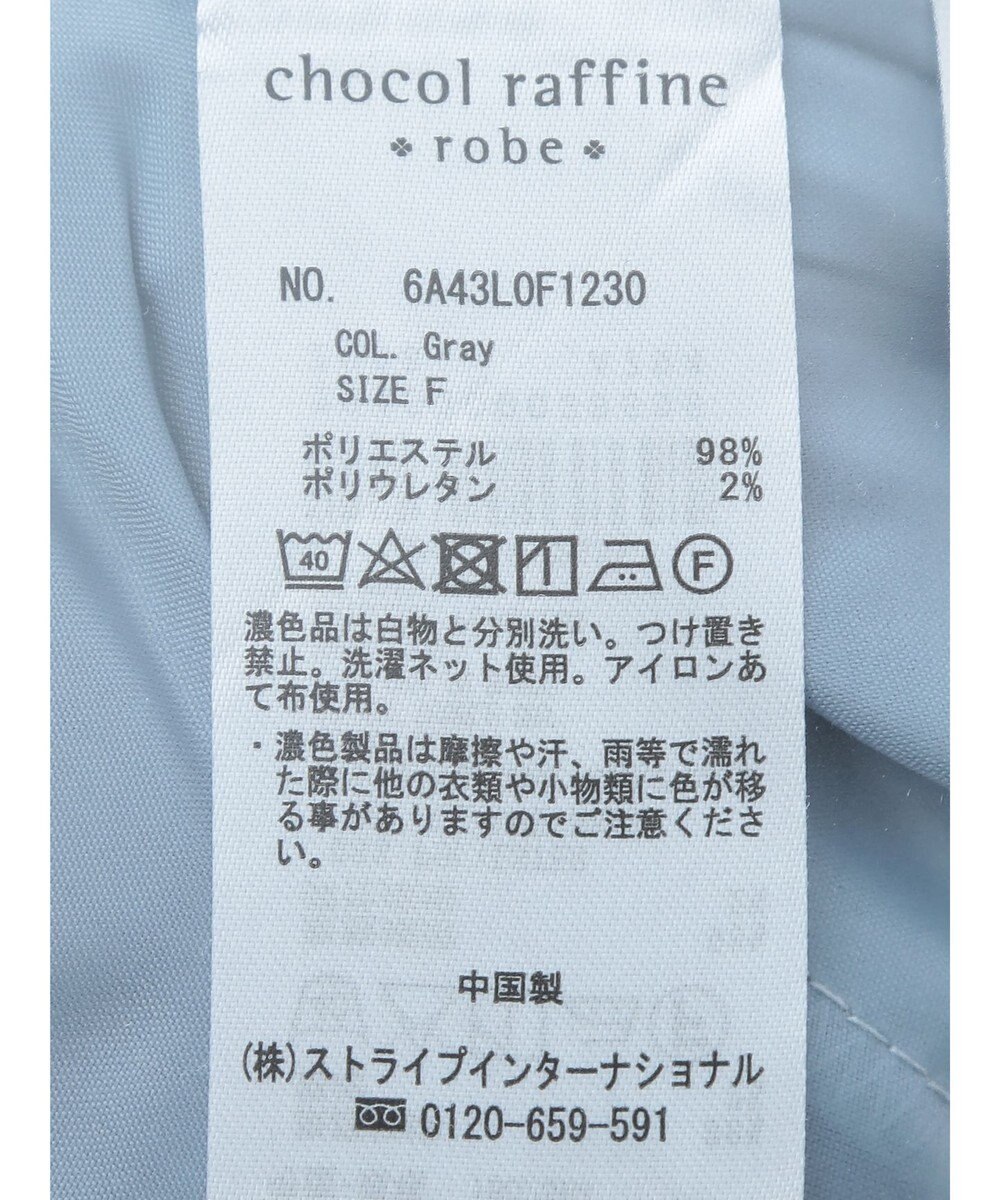 chocol raffine
robe
NO. 6A43L0F1230
COL. Gray
SIZE F
ポリエステル 98%
ポリウレタン 2%
40 F
濃色品は白物と分別洗い。つけ置き
禁止。洗濯ネット使用。アイロンあ
て布使用。
・濃色製品は摩擦や汗、雨等で濡れ
た際に他の衣類や小物類に色が移
る事がありますのでご注意くださ
い。
中国製
(株)ストライプインターナショナル
0120-659-591